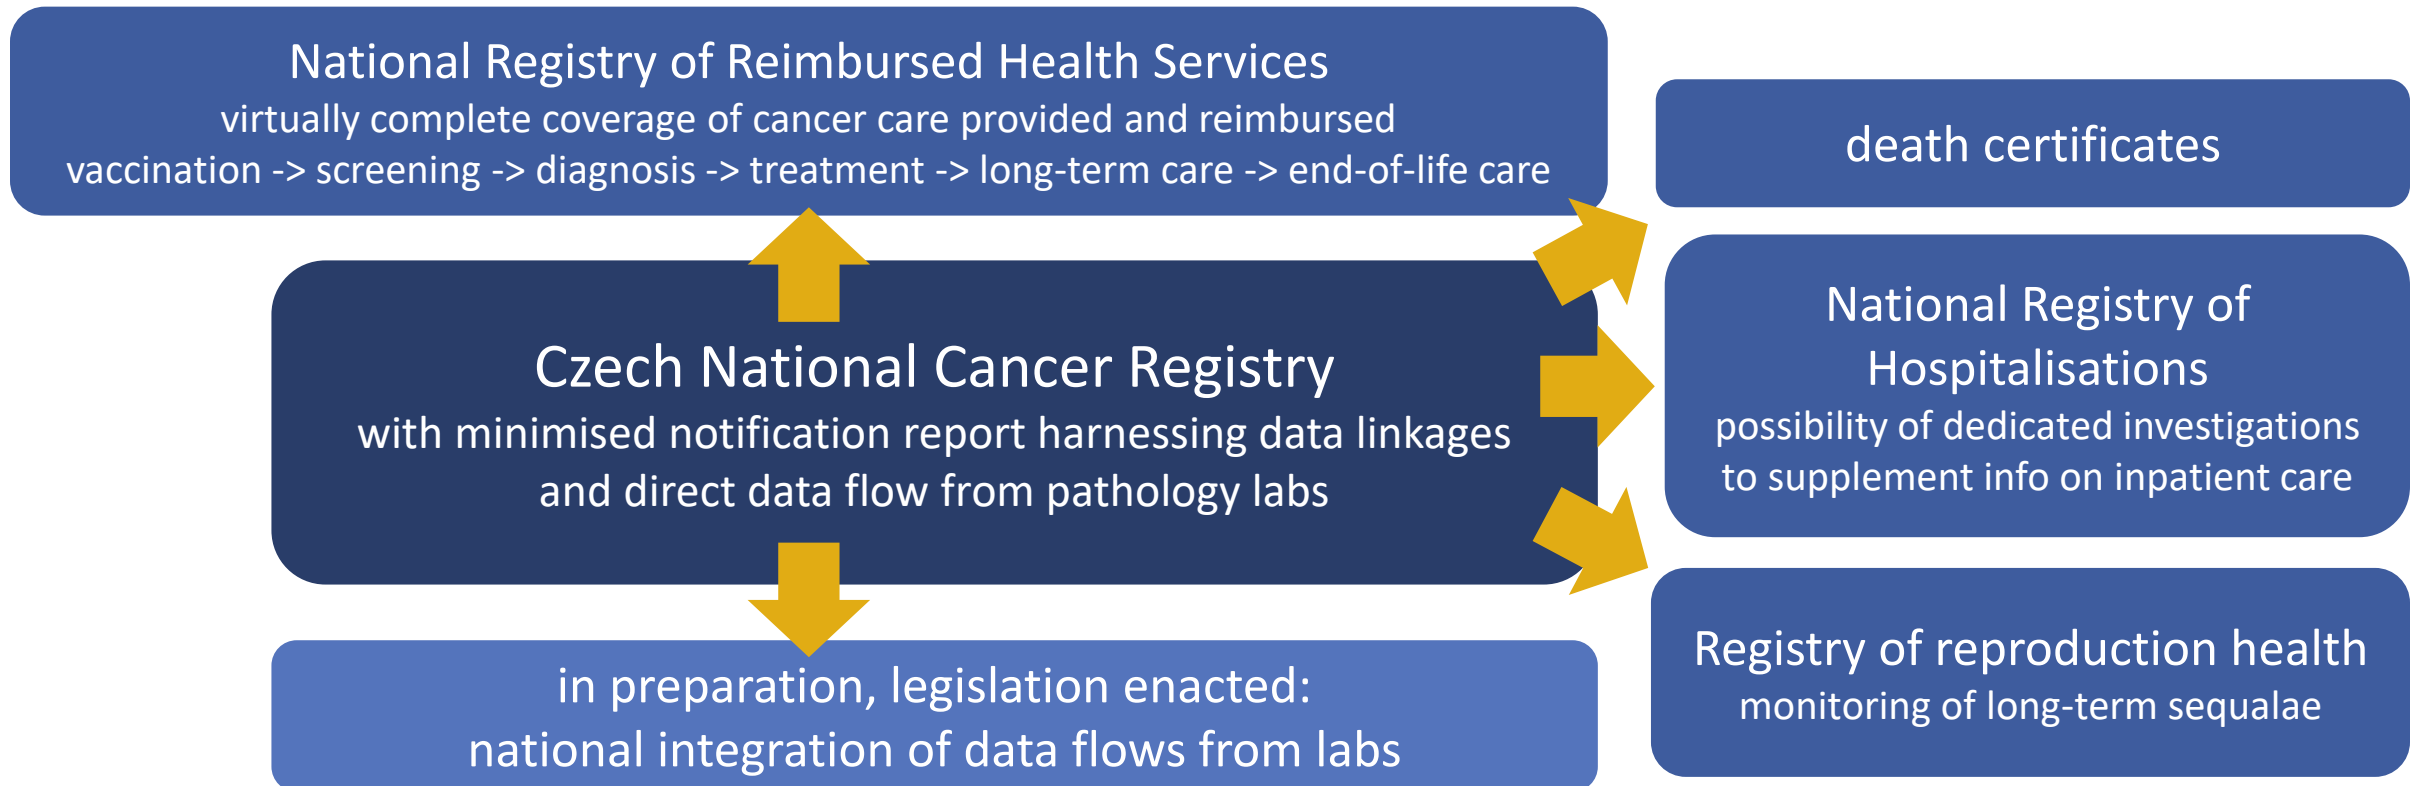 National Registry of Reimbursed Health Services
virtually complete coverage of cancer care provided and reimbursed
vaccination -> screening -> diagnosis -> treatment -> long-term care -> end-of-life care
death certificates
Czech National Cancer Registry
with minimised notification report harnessing data linkages
and direct data flow from pathology labs
National Registry of
Hospitalisations
possibility of dedicated investigations
to supplement info on inpatient care
Registry of reproduction health
monitoring of long-term sequalae
in preparation, legislation enacted:
national integration of data flows from labs